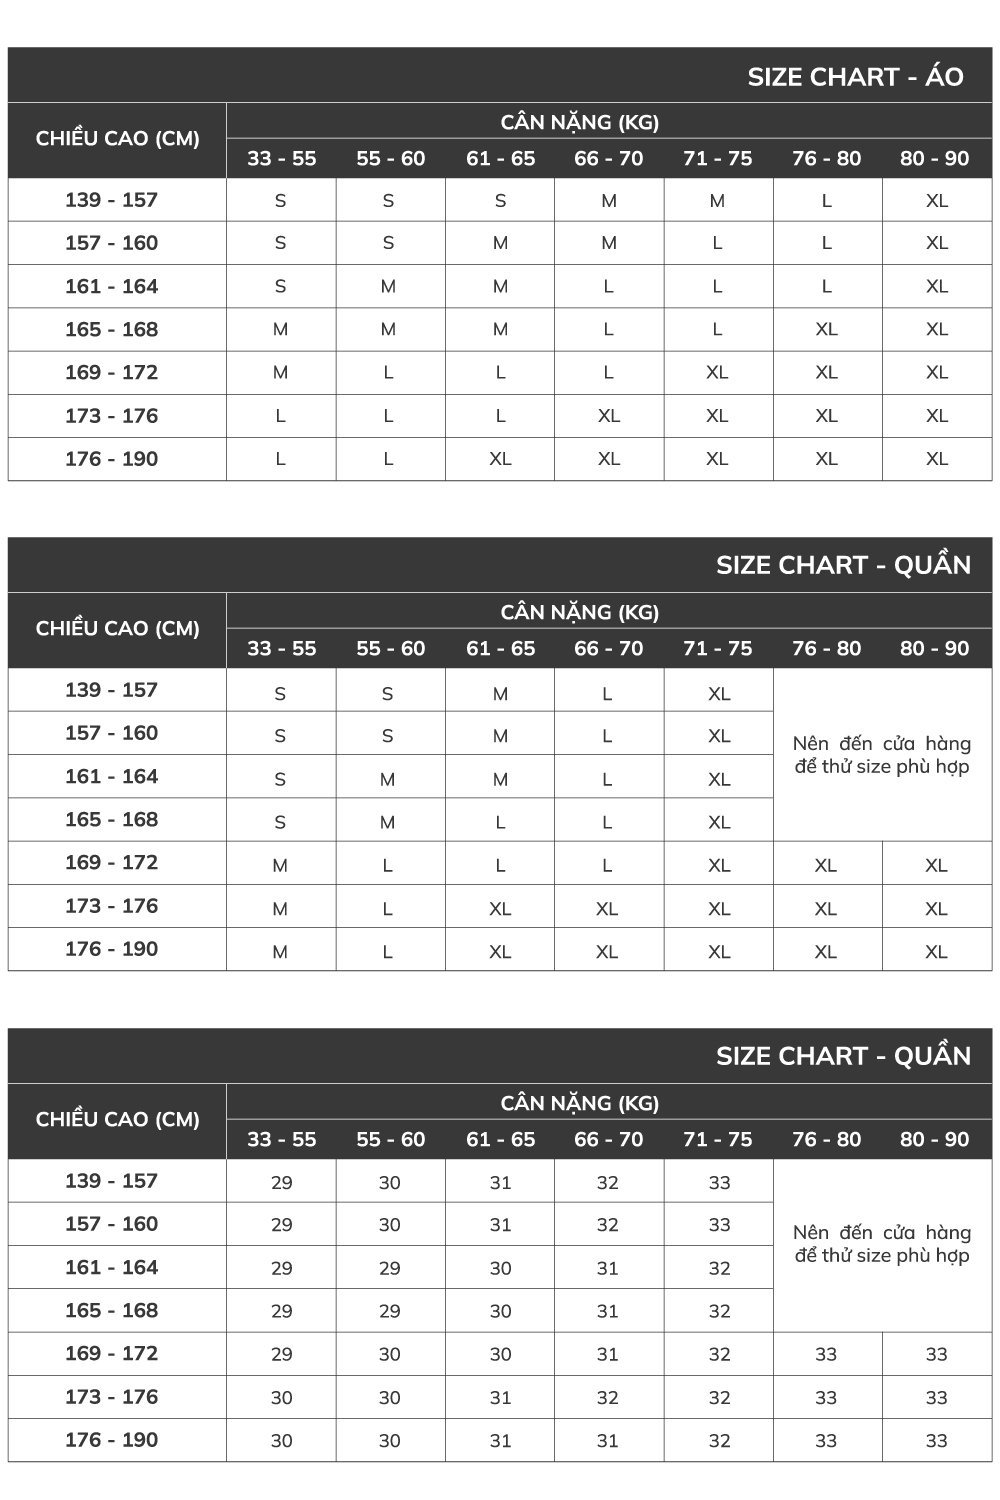 SIZE CHART - ÁO
CHIỀU CAO (CM)
CÂN NẶNG (KG)
33 - 55 55 - 60 61 - 65 66 - 70 71 - 75 76 - 80 80 - 90
139 - 157 S S S M M L XL
157 - 160 S S M M L L XL
161 - 164 S M M L L L XL
165 - 168 M M M L L XL XL
169 - 172 M L L L XL XL XL
173 - 176 L L L XL XL XL XL
176 - 190 L L XL XL XL XL XL
SIZE CHART - QUẦN
CHIỀU CAO (CM)
CÂN NẶNG (KG)
33 - 55 55 - 60 61 - 65 66 - 70 71 - 75 76 - 80 80 - 90
139 - 157 S S M L XL
157 - 160 S S M L XL
Nên đến cửa hàng
để thử size phù hợp
161 - 164 S M M L XL
165 - 168 S M L L XL
169 - 172 M L L L XL XL XL
173 - 176 M L XL XL XL XL XL
176 - 190 M L XL XL XL XL XL
SIZE CHART - QUẦN
CHIỀU CAO (CM)
CÂN NẶNG (KG)
33 - 55 55 - 60 61 - 65 66 - 70 71 - 75 76 - 80 80 - 90
139 - 157 29 30 31 32 33
157 - 160 29 30 31 32 33
Nên đến cửa hàng
để thử size phù hợp
161 - 164 29 29 30 31 32
165 - 168 29 29 30 31 32
169 - 172 29 30 30 31 32 33 33
173 - 176 30 30 31 32 32 33 33
176 - 190 30 30 31 31 32 33 33